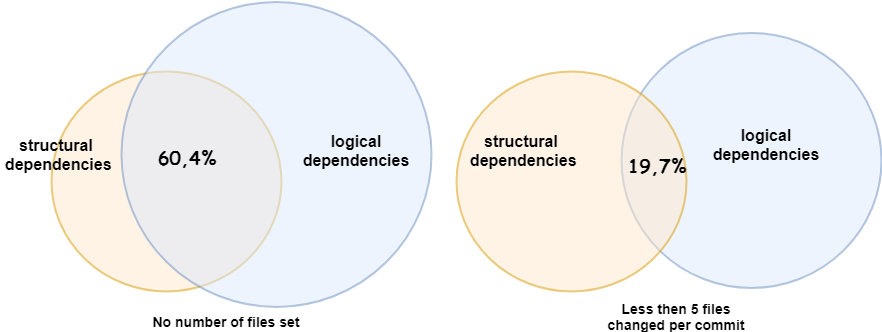 structural
dependencies
60,4%
logical
dependencies
No number of files set
structural
dependencies
19,7%
logical
dependencies
Less then 5 files
changed per commit